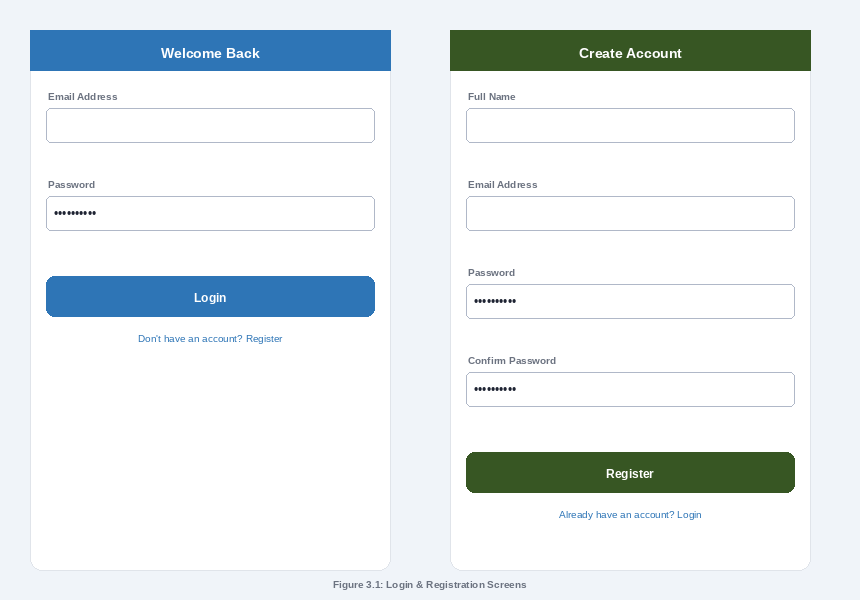 Welcome Back
Email Address
Password
••••••••••
Login
Don't have an account? Register
Create Account
Full Name
Email Address
Password
••••••••••
Confirm Password
••••••••••
Register
Already have an account? Login
Figure 3.1: Login & Registration Screens